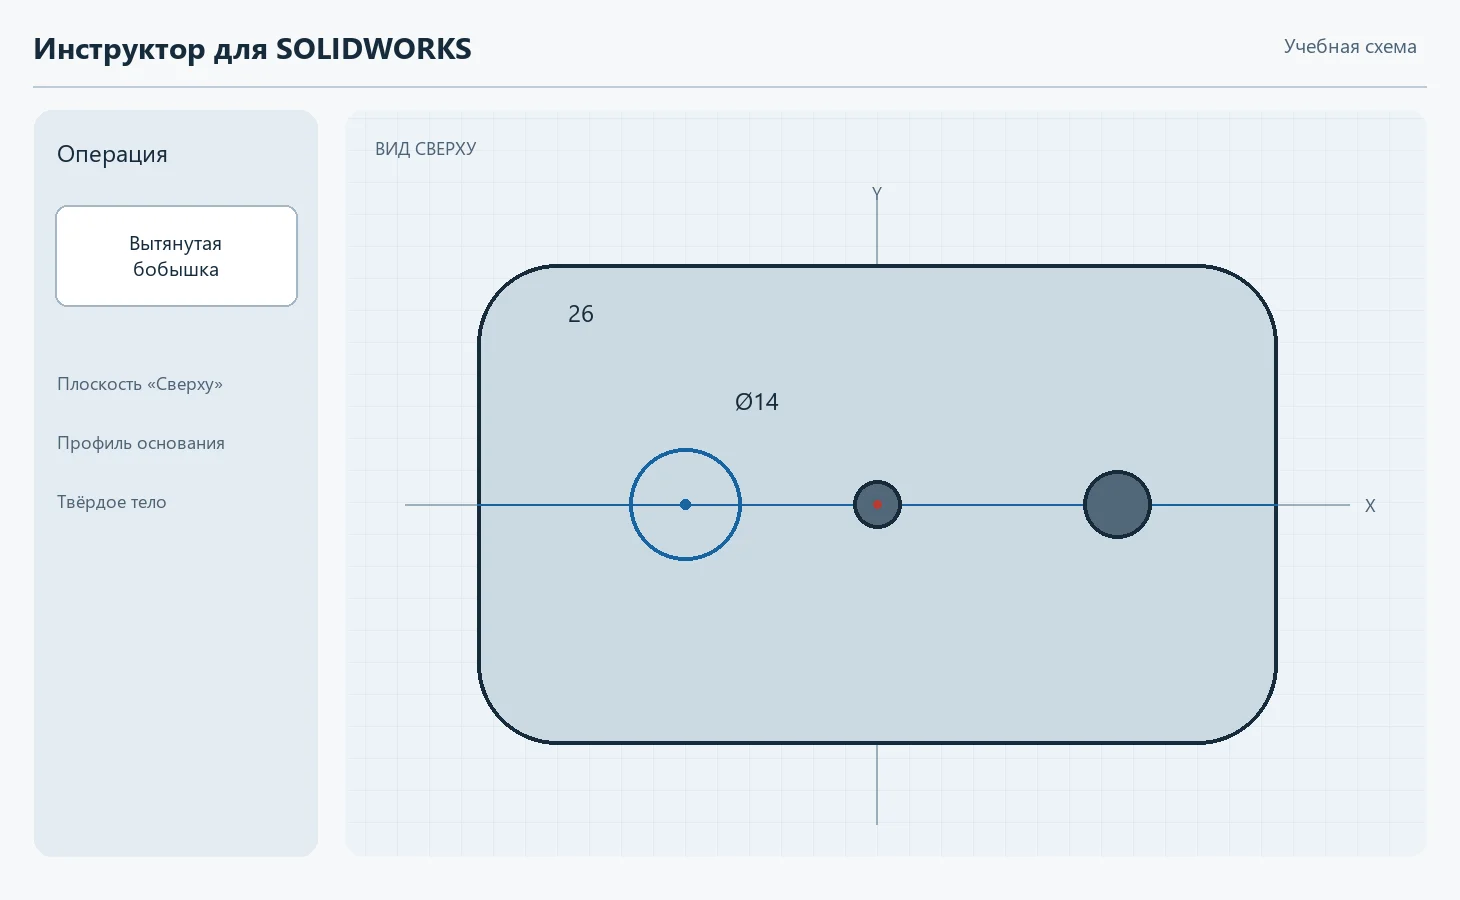 Инструктор для SOLIDWORKS
Учебная схема
Операция
Вытянутая
бобышка
Плоскость «Сверху»
Профиль основания
Твёрдое тело
ВИД СВЕРХУ
Y
26
Ø14
X